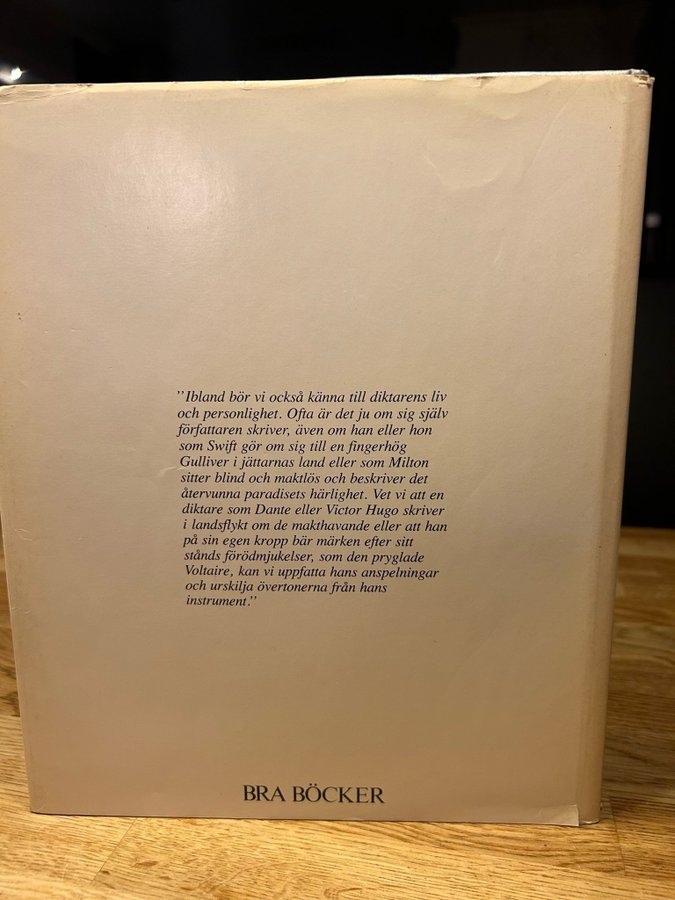 ”Ibland bör vi också känna till diktarens liv
och personlighet. Ofta är det ju om sig själv
författaren skriver, även om han eller hon
som Swift gör om sig till en fingerhög
Gulliver i jättarnas land eller som Milton
sitter blind och maktlös och beskriver det
återvunna paradisets härlighet. Vet vi att en
diktare som Dante eller Victor Hugo skriver
i landsflykt om de makthavande eller att han
på sin egen kropp bär märken efter sitt
stånds förödmjukelser, som den pryglade
Voltaire, kan vi uppfatta hans anspelningar
och urskilja övertonerna från hans
instrument.”
BRA BÖCKER